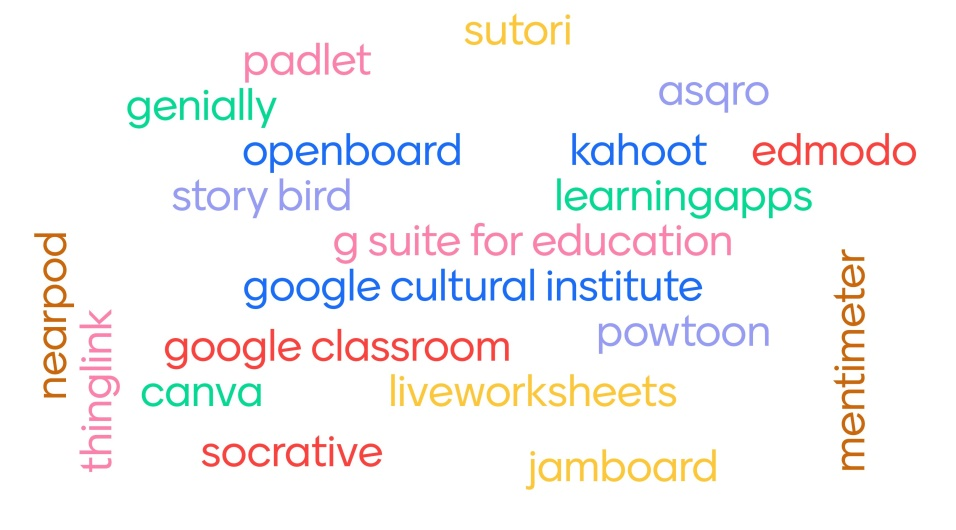 sutori
padlet
asqro
genially
openboard
kahoot
edmodo
story bird
learningapps
g suite for education
nearpod
google cultural institute
mentimeter
powtoon
thinglink
google classroom
canva
liveworksheets
socrative
jamboard